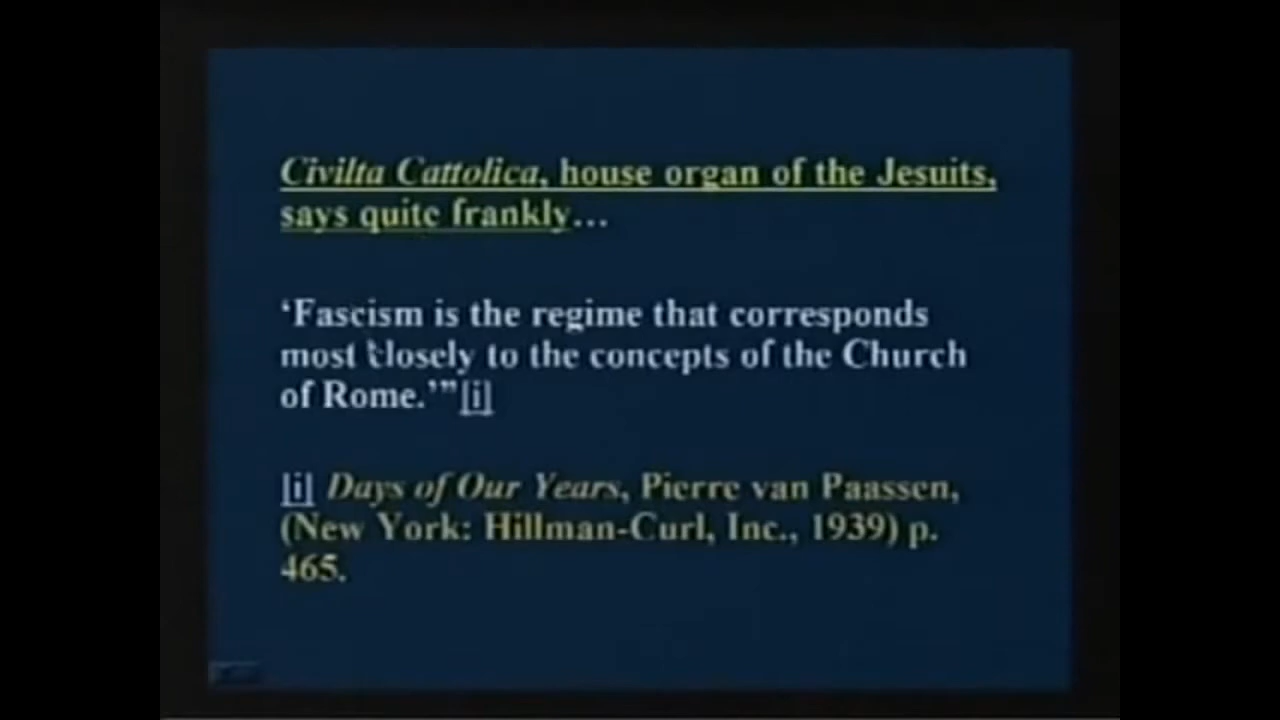 Civilta Cattolica, house organ of the Jesuits,
says quite frankly...
‘Fascism is the regime that corresponds
most closely to the concepts of the Church
of Rome.’”[i]
[i] Days of Our Years, Pierre van Paassen,
(New York: Hillman-Curl, Inc., 1939) p.
465.